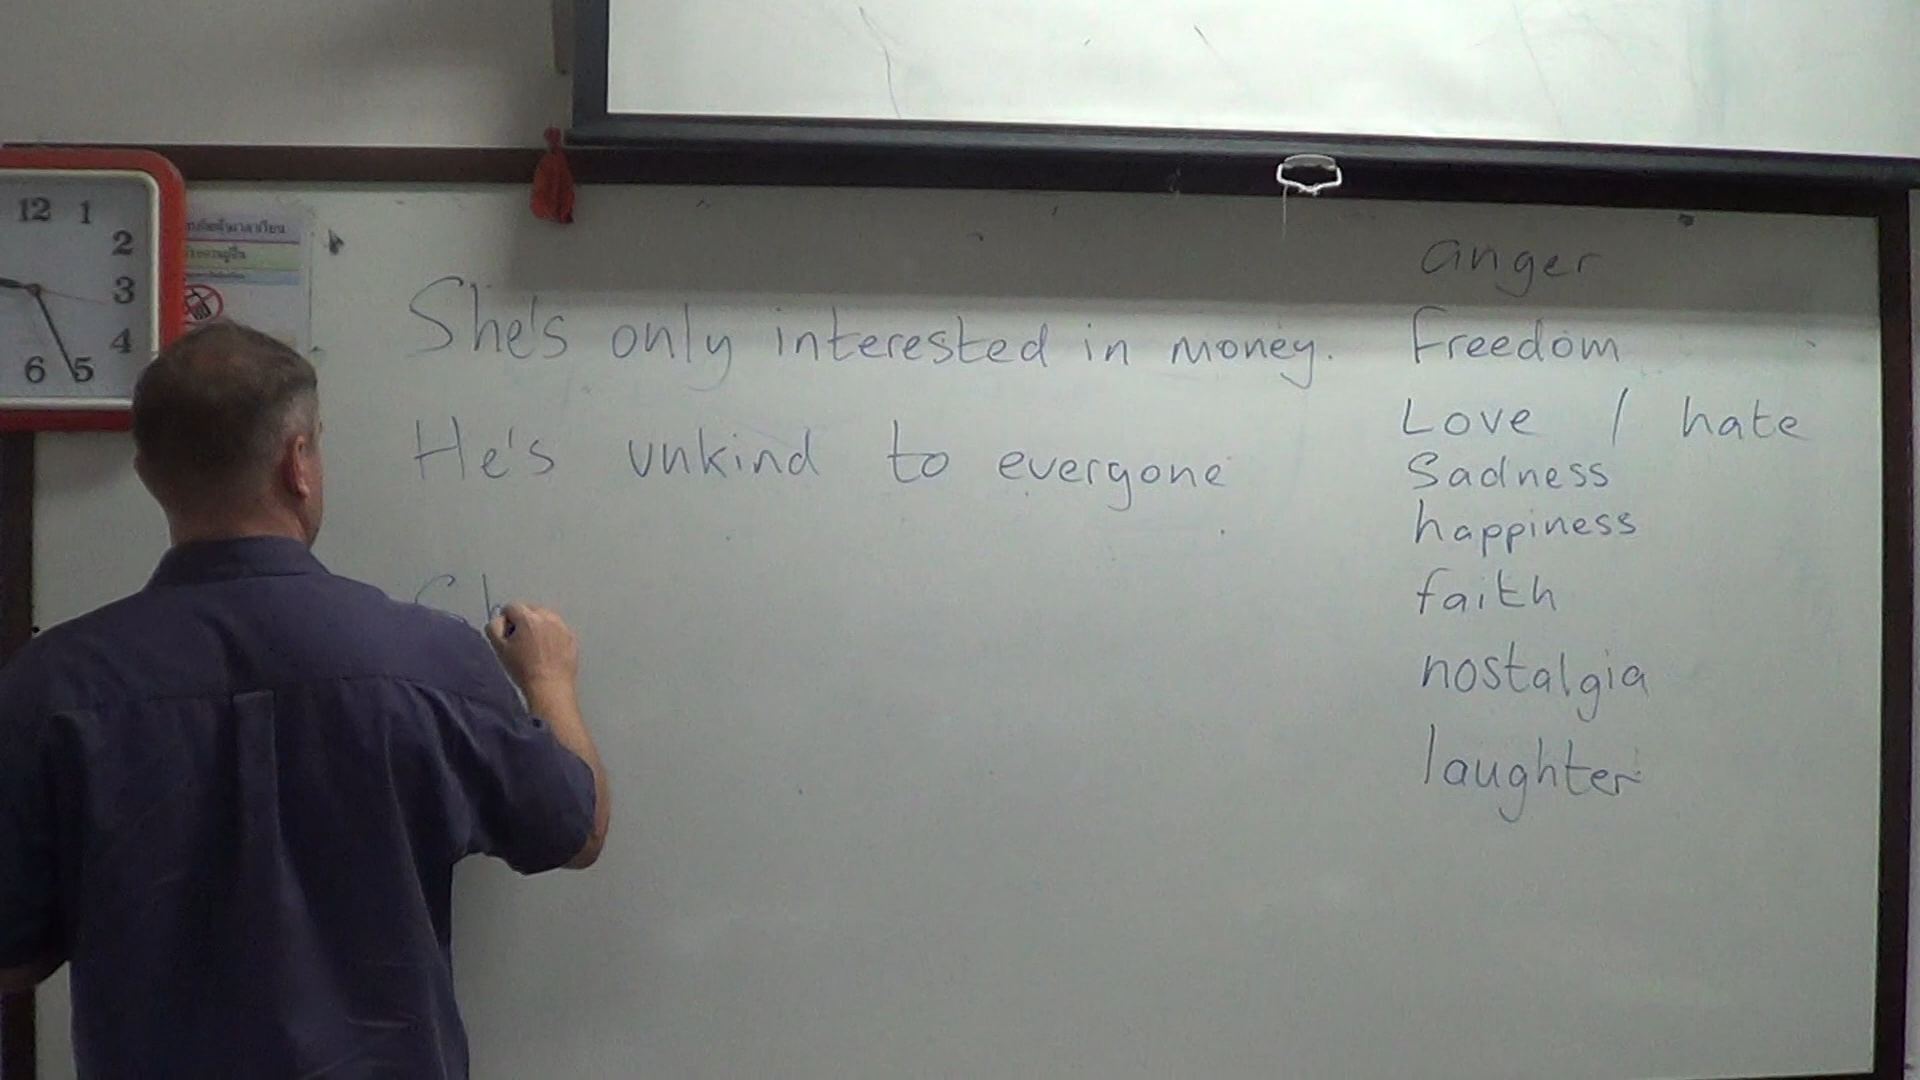 12 1
2
3
4
5
6
anger
She's only interested in money.
Freedom
Love / hate
He's unkind to everyone
Sadness
happiness
faith
Sh
nostalgia
laughter